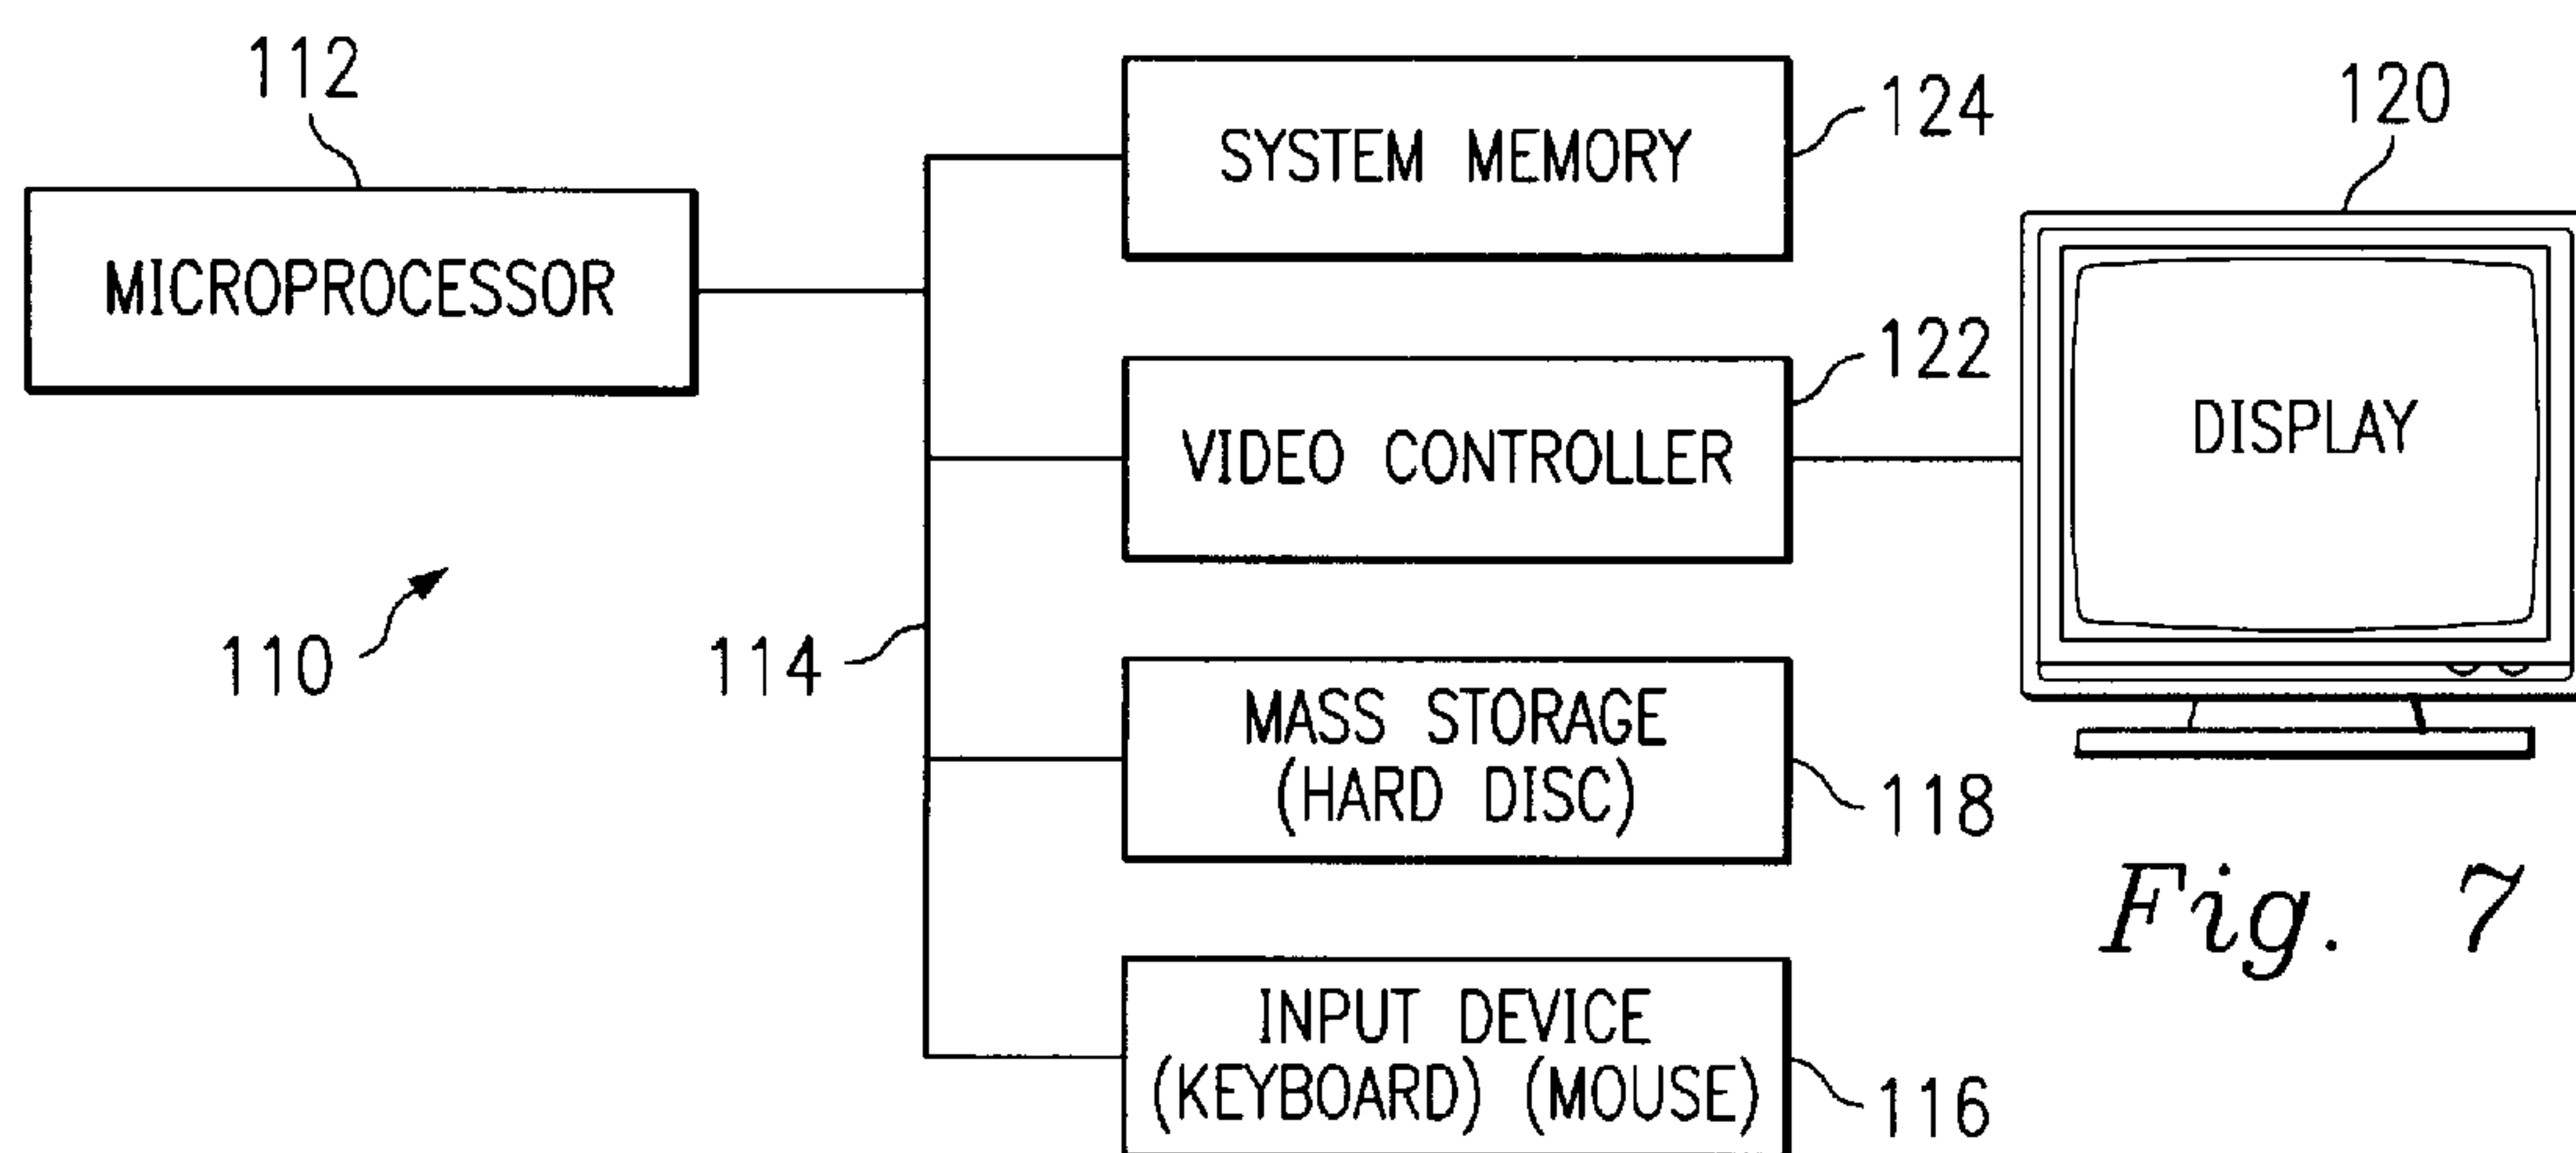 112
MICROPROCESSOR
SYSTEM MEMORY
124
120
VIDEO CONTROLLER
122
DISPLAY
110
114
MASS STORAGE
(HARD DISC)
118
INPUT DEVICE
(KEYBOARD) (MOUSE)
116
Fig. 7